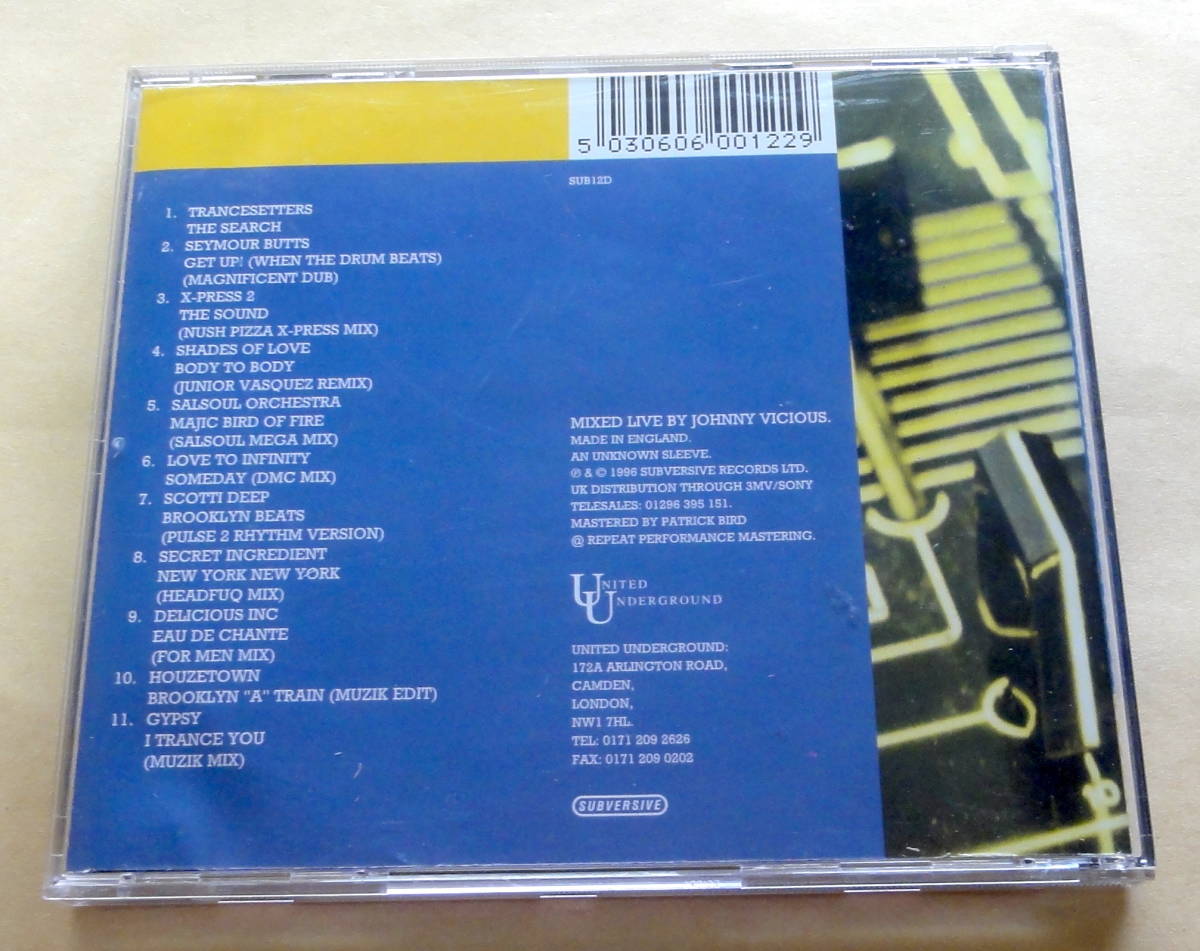 5 030606 001229
SUB12D
1. TRANCESETTERS
THE SEARCH
2. SEYMOUR BUTTS
GET UP! (WHEN THE DRUM BEATS)
(MAGNIFICENT DUB)
3. X-PRESS 2
THE SOUND
(NUSH PIZZA X-PRESS MIX)
4. SHADES OF LOVE
BODY TO BODY
(JUNIOR VASQUEZ REMIX)
5. SALSOUL ORCHESTRA
MAJIC BIRD OF FIRE
(SALSOUL MEGA MIX)
6. LOVE TO INFINITY
SOMEDAY (DMC MIX)
7. SCOTTI DEEP
BROOKLYN BEATS
(PULSE 2 RHYTHM VERSION)
8. SECRET INGREDIENT
NEW YORK NEW YORK
(HEADFUQ MIX)
9. DELICIOUS INC
EAU DE CHANTE
(FOR MEN MIX)
10. HOUZETOWN
BROOKLYN "A" TRAIN (MUZIK EDIT)
11. GYPSY
I TRANCE YOU
(MUZIK MIX)
MIXED LIVE BY JOHNNY VICIOUS.
MADE IN ENGLAND.
AN UNKNOWN SLEEVE.
℗ & © 1996 SUBVERSIVE RECORDS LTD.
UK DISTRIBUTION THROUGH 3MV/SONY
TELESALES: 01296 395 151.
MASTERED BY PATRICK BIRD
@ REPEAT PERFORMANCE MASTERING.
UNITED
UNDERGROUND
UNITED UNDERGROUND:
172A ARLINGTON ROAD,
CAMDEN,
LONDON,
NW1 7HL.
TEL: 0171 209 2626
FAX: 0171 209 0202
SUBVERSIVE